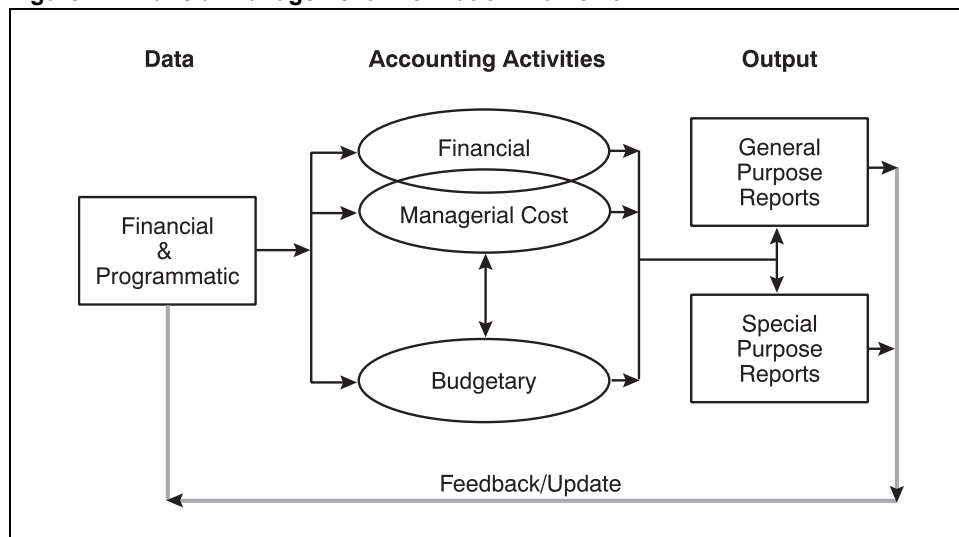 Data
Accounting Activities
Output
Financial
&
Programmatic
Financial
Managerial Cost
Budgetary
General
Purpose
Reports
Special
Purpose
Reports
Feedback/Update